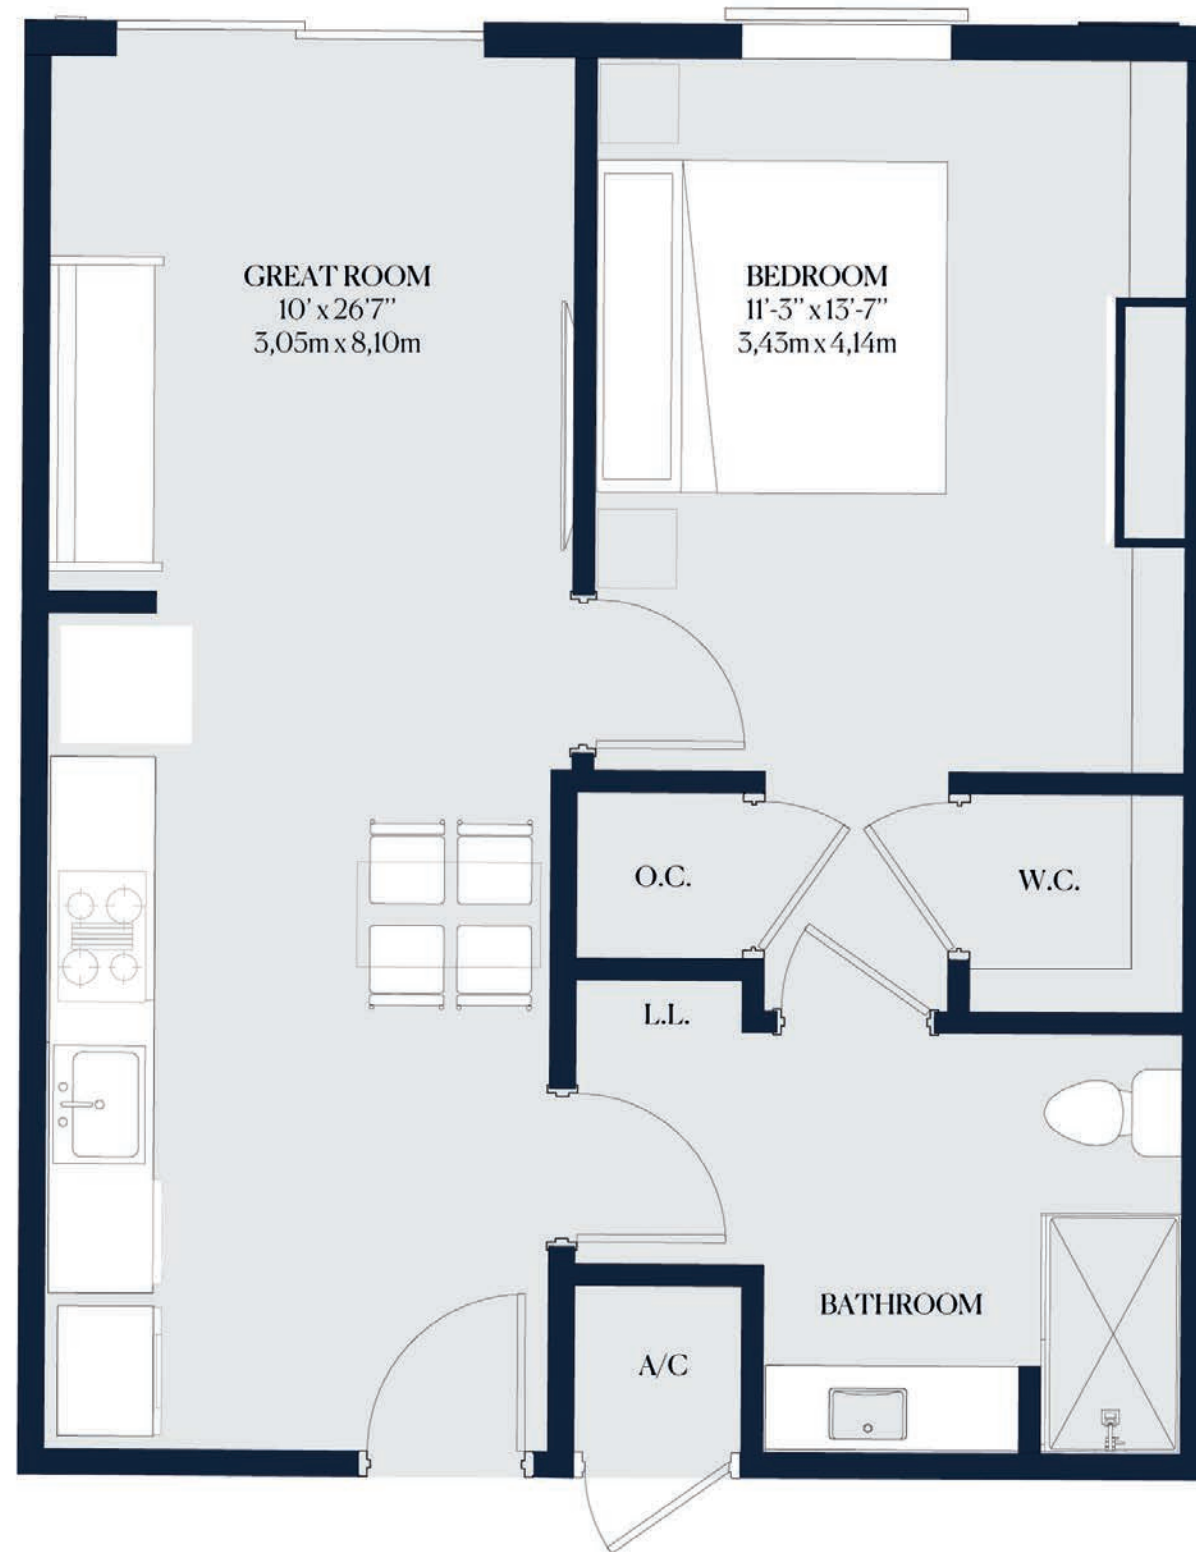 GREAT ROOM
10' x 26'7"
3,05m x 8,10m
BEDROOM
11'-3" x 13'-7"
3,43m x 4,14m
O.C.
W.C.
L.L.
BATHROOM
A/C